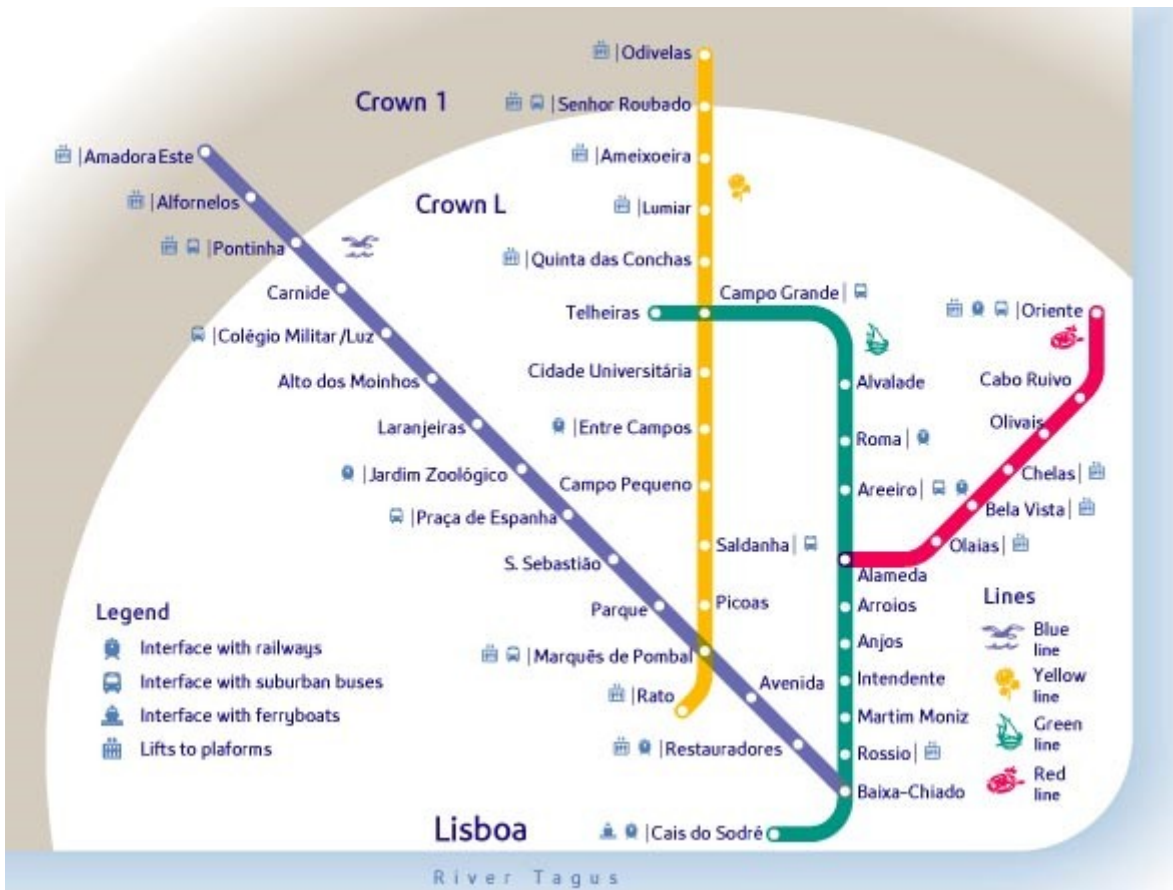 Odivelas
Crown 1
Senhor Roubado
Amadora Este
Ameixoeira
Alfornelos
Crown L
Lumiar
Pontinha
Quinta das Conchas
Carnide
Campo Grande
Telheiras
Oriente
Colégio Militar/Luz
Cidade Universitária
Alto dos Moinhos
Alvalade
Cabo Ruivo
Laranjeiras
Entre Campos
Roma
Olivais
Jardim Zoológico
Campo Pequeno
Areeiro
Chelas
Praça de Espanha
Bela Vista
S. Sebastião
Saldanha
Olaias
Alameda
Parque
Picoas
Arroios
Marquês de Pombal
Anjos
Avenida
Intendente
Rato
Martim Moniz
Restauradores
Rossio
Baixa-Chiado
Cais do Sodré
Legend
Interface with railways
Interface with suburban buses
Interface with ferryboats
Lifts to plaforms
Lines
Blue
line
Yellow
line
Green
line
Red
line
Lisboa
River Tagus